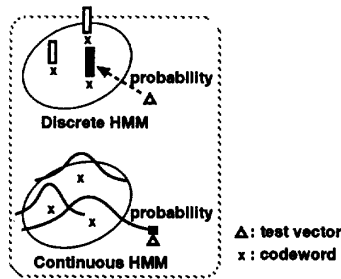 probability
Discrete HMM
probability
Continuous HMM
Δ: test vector
x: codeword